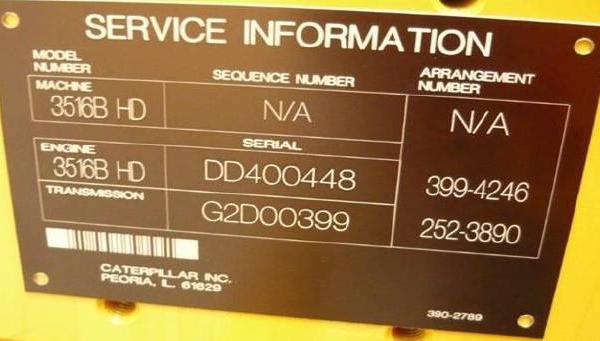 SERVICE INFORMATION
MODEL NUMBER SEQUENCE NUMBER ARRANGEMENT NUMBER
MACHINE
3516B HD N/A N/A
ENGINE SERIAL
3516B HD DD400448 399-4246
TRANSMISSION G2D00399 252-3890
CATERPILLAR INC.
PEORIA, IL. 61629
390-2789